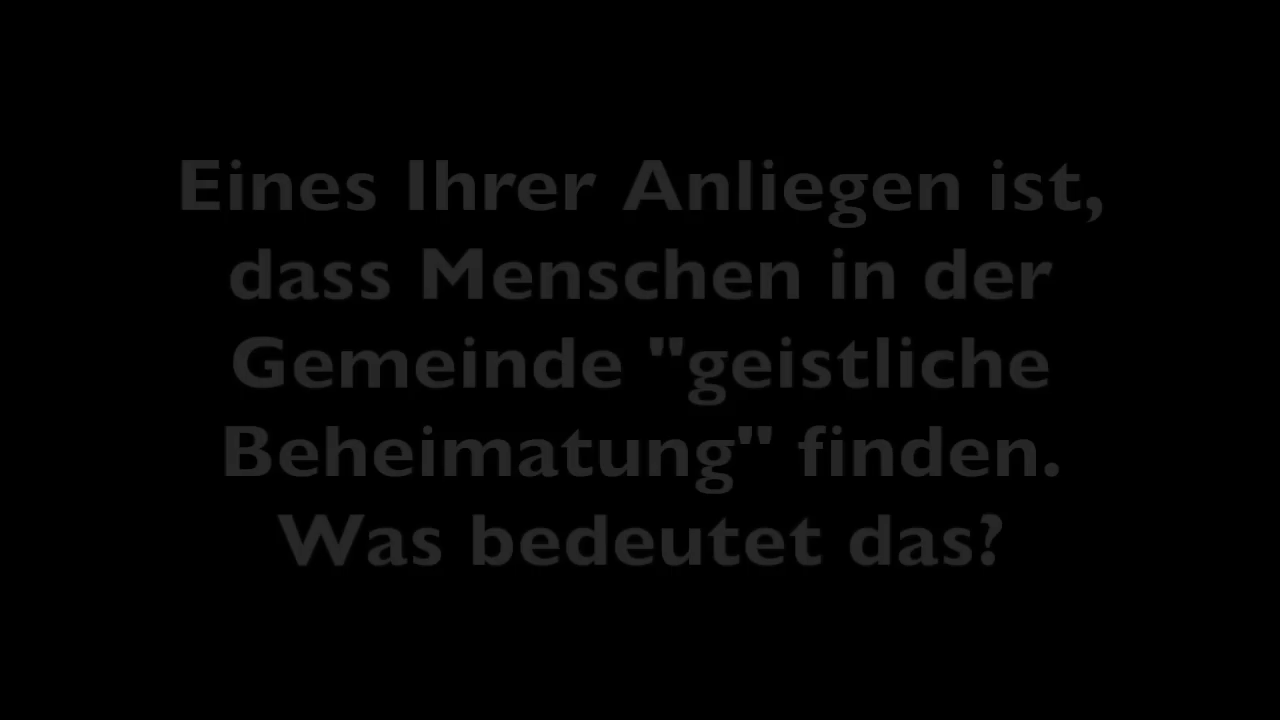 Eines Ihrer Anliegen ist,
dass Menschen in der
Gemeinde "geistliche
Beheimatung" finden.
Was bedeutet das?